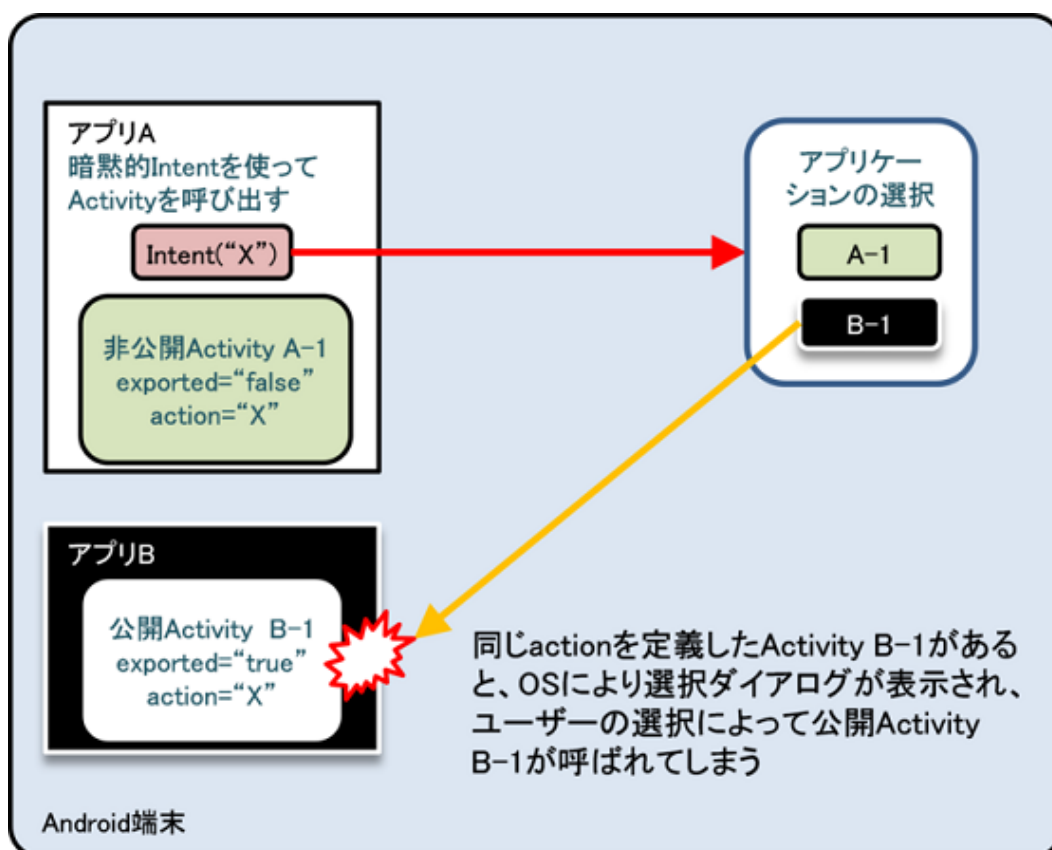 アプリA
暗黙的Intentを使って
Activityを呼び出す
Intent(“X”)
非公開Activity A-1
exported=“false”
action=“X”
アプリケー
ションの選択
A-1
B-1
アプリB
公開Activity B-1
exported=“true”
action=“X”
同じactionを定義したActivity B-1がある
と、OSにより選択ダイアログが表示され、
ユーザーの選択によって公開Activity
B-1が呼ばれてしまう
Android端末